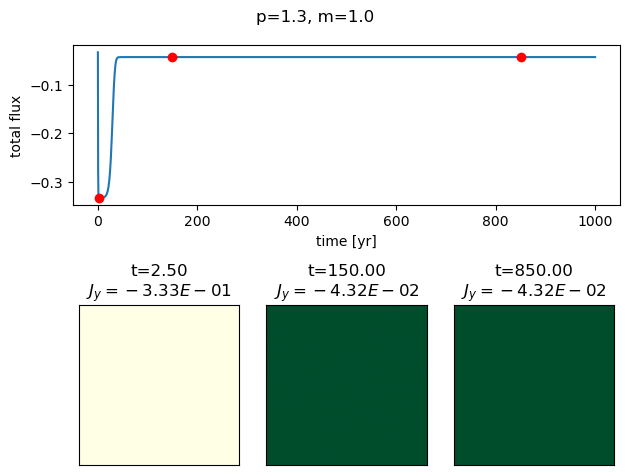 p=1.3, m=1.0
total flux
−0.1
−0.2
−0.3
0
200
400
600
800
1000
time [yr]
t=2.50
J_y = −3.33E − 01
t=150.00
J_y = −4.32E − 02
t=850.00
J_y = −4.32E − 02